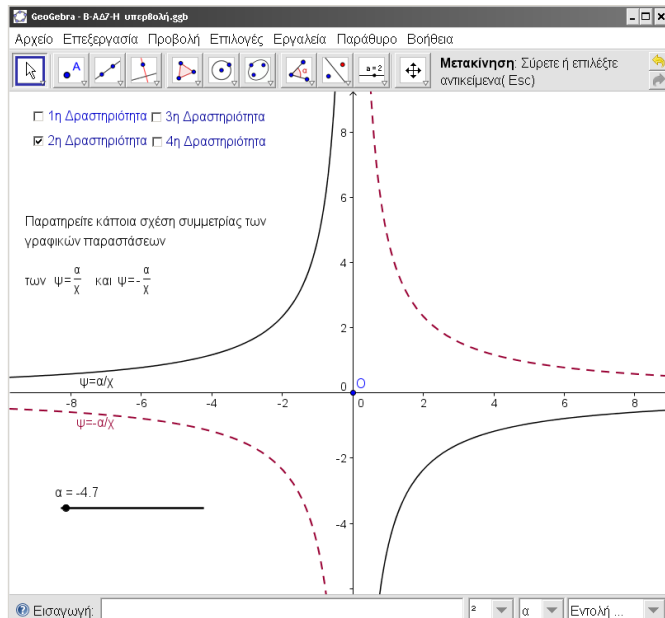 GeoGebra - Β-ΑΔ7-Η υπερβολή.ggb
Αρχείο Επεξεργασία Προβολή Επιλογές Εργαλεία Παράθυρο Βοήθεια
A α a = 2 Μετακίνηση: Σύρετε ή επιλέξτε
αντικείμενα( Esc)
1η Δραστηριότητα 3η Δραστηριότητα
2η Δραστηριότητα 4η Δραστηριότητα
Παρατηρείτε κάποια σχέση συμμετρίας των
γραφικών παραστάσεων
των ψ=α/χ και ψ=-α/χ
8
6
4
2
0
-2
-4
ψ=α/χ
O
-8 -6 -4 -2 0 2 4 6 8
ψ=-α/χ
α = -4.7
Εισαγωγή: ² α Εντολή ...